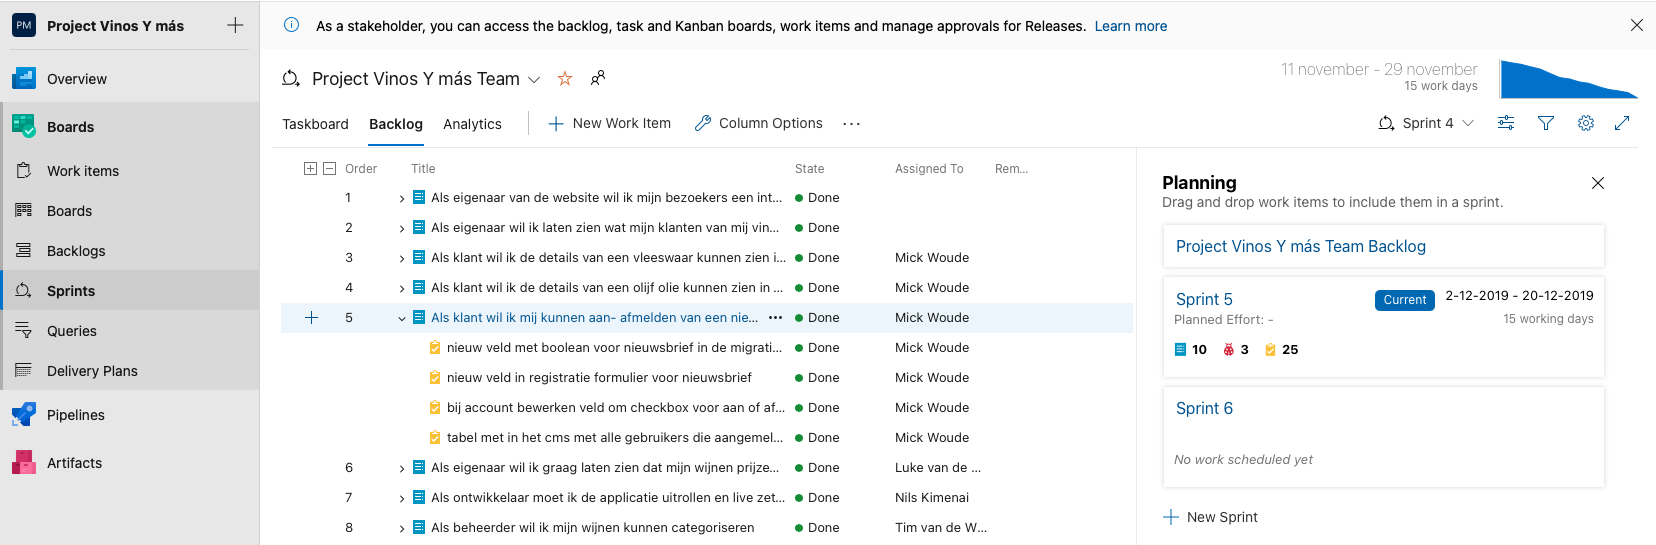 PM Project Vinos Y más
Overview
Boards
Work items
Boards
Backlogs
Sprints
Queries
Delivery Plans
Pipelines
Artifacts
As a stakeholder, you can access the backlog, task and Kanban boards, work items and manage approvals for Releases. Learn more
Project Vinos Y más Team
11 november - 29 november
15 work days
Taskboard Backlog Analytics New Work Item Column Options ... Sprint 4
Order Title State Assigned To Rem...
1 Als eigenaar van de website wil ik mijn bezoekers een int... Done
2 Als eigenaar wil ik laten zien wat mijn klanten van mij vin... Done
3 Als klant wil ik de details van een vleeswaar kunnen zien i... Done Mick Woude
4 Als klant wil ik de details van een olijf olie kunnen zien in ... Done Mick Woude
5 Als klant wil ik mij kunnen aan- afmelden van een nie... ... Done Mick Woude
nieuw veld met boolean voor nieuwsbrief in de migrati... Done Mick Woude
nieuw veld in registratie formulier voor nieuwsbrief Done Mick Woude
bij account bewerken veld om checkbox voor aan of af... Done Mick Woude
tabel met in het cms met alle gebruikers die aangemel... Done Mick Woude
6 Als eigenaar wil ik graag laten zien dat mijn wijnen prijze... Done Luke van de ...
7 Als ontwikkelaar moet ik de applicatie uitrollen en live zet... Done Nils Kimenai
8 Als beheerder wil ik mijn wijnen kunnen categoriseren Done Tim van de W...
Planning
Drag and drop work items to include them in a sprint.
Project Vinos Y más Team Backlog
Sprint 5 Current 2-12-2019 - 20-12-2019
Planned Effort: - 15 working days
10 3 25
Sprint 6
No work scheduled yet
New Sprint